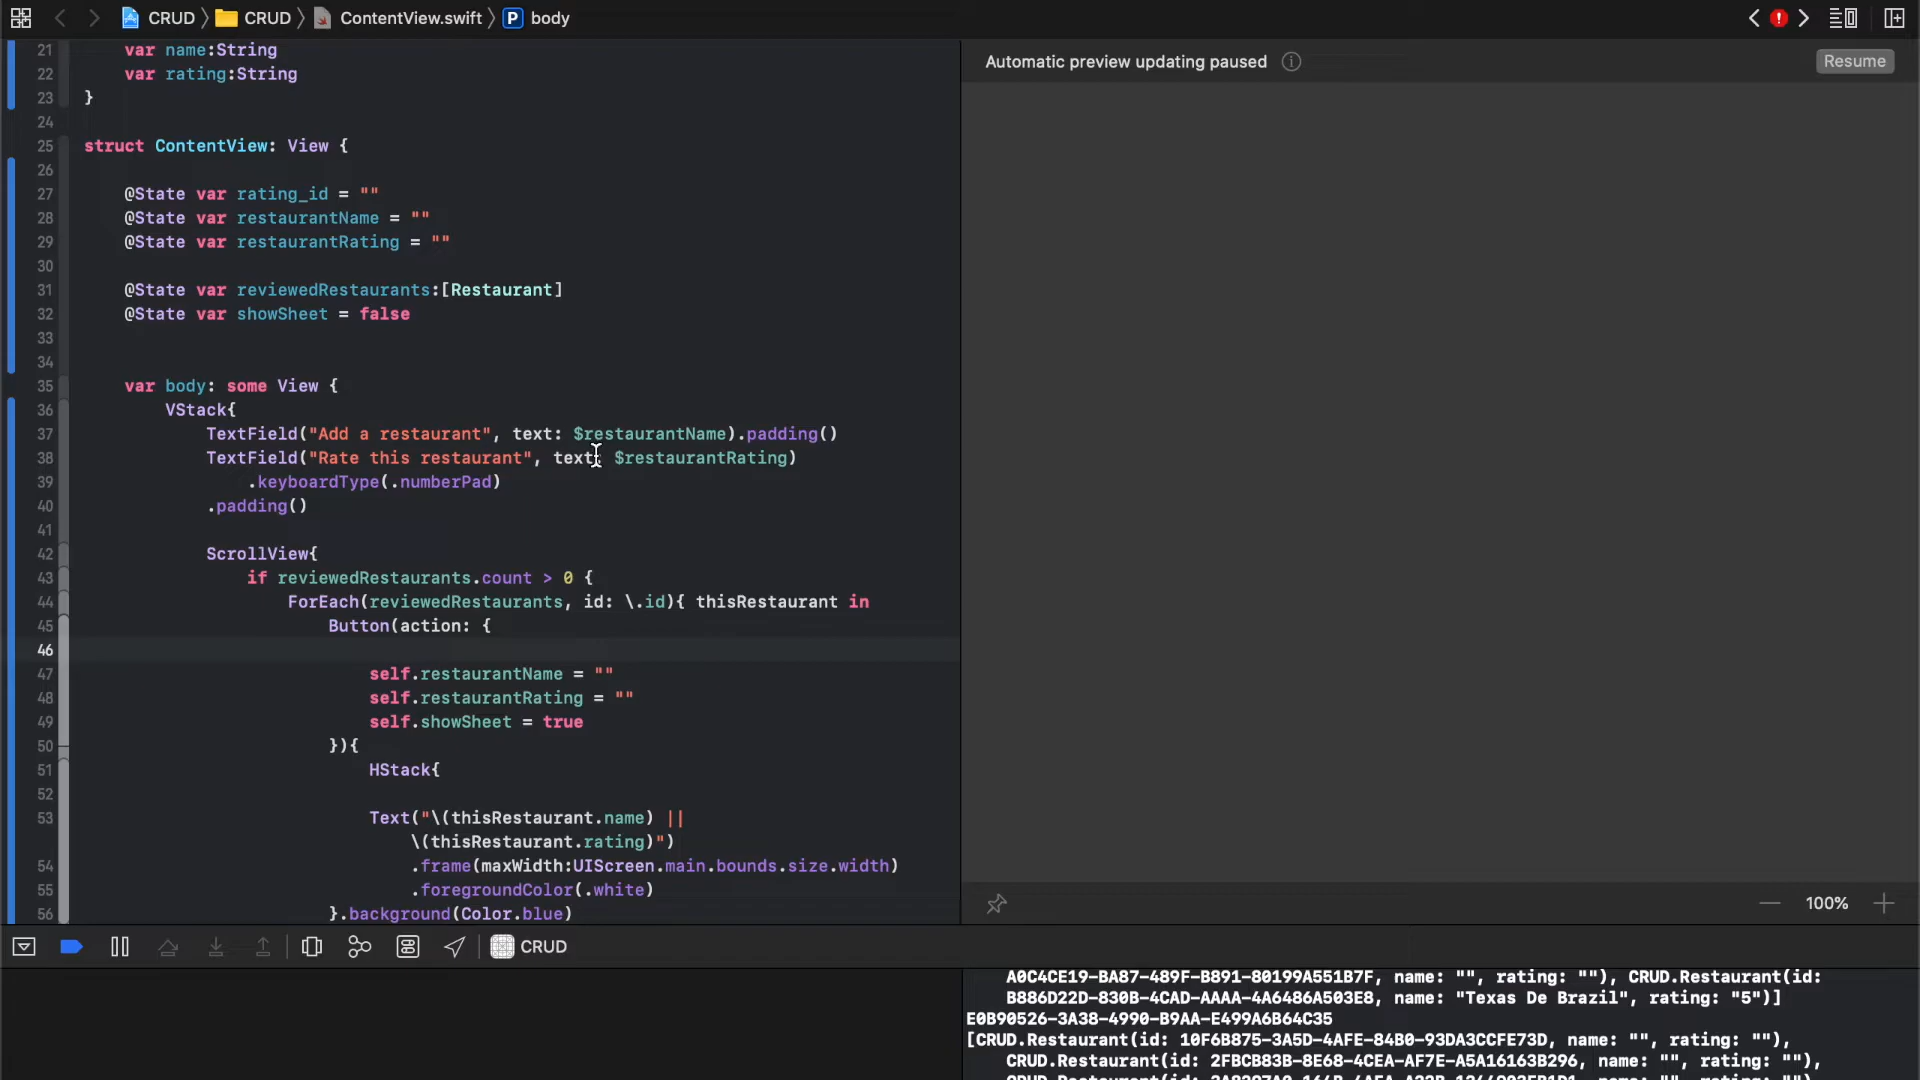 CRUD 〉 CRUD 〉 ContentView.swift 〉 P body
21 var name:String
22 var rating:String
23 }
24
25 struct ContentView: View {
26
27 @State var rating_id = ""
28 @State var restaurantName = ""
29 @State var restaurantRating = ""
30
31 @State var reviewedRestaurants:[Restaurant]
32 @State var showSheet = false
33
34
35 var body: some View {
36 VStack{
37 TextField("Add a restaurant", text: $restaurantName).padding()
38 TextField("Rate this restaurant", text: $restaurantRating)
39 .keyboardType(.numberPad)
40 .padding()
41
42 ScrollView{
43 if reviewedRestaurants.count > 0 {
44 ForEach(reviewedRestaurants, id: \.id){ thisRestaurant in
45 Button(action: {
46
47 self.restaurantName = ""
48 self.restaurantRating = ""
49 self.showSheet = true
50 }){
51 HStack{
52
53 Text("\(thisRestaurant.name) ||
\(thisRestaurant.rating)")
54 .frame(maxWidth:UIScreen.main.bounds.size.width)
55 .foregroundColor(.white)
56 }.background(Color.blue)
Automatic preview updating paused
Resume
100%
CRUD
A0C4CE19-BA87-489F-B891-80199A551B7F, name: "", rating: ""), CRUD.Restaurant(id:
B886D22D-830B-4CAD-AAAA-4A6486A503E8, name: "Texas De Brazil", rating: "5")]
E0B90526-3A38-4990-B9AA-E499A6B64C35
[CRUD.Restaurant(id: 10F6B875-3A5D-4AFE-84B0-93DA3CCFE73D, name: "", rating: ""),
CRUD.Restaurant(id: 2FBCB83B-8E68-4CEA-AF7E-A5A16163B296, name: "", rating: ""),